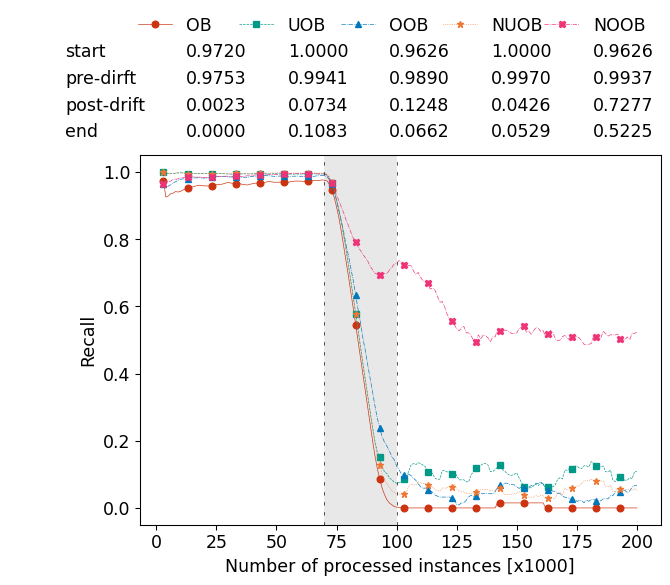 OB UOB OOB NUOB NOOB
start 0.9720 1.0000 0.9626 1.0000 0.9626
pre-dirft 0.9753 0.9941 0.9890 0.9970 0.9937
post-drift 0.0023 0.0734 0.1248 0.0426 0.7277
end 0.0000 0.1083 0.0662 0.0529 0.5225
1.0
0.8
0.6
0.4
0.2
0.0
Recall
0 25 50 75 100 125 150 175 200
Number of processed instances [x1000]